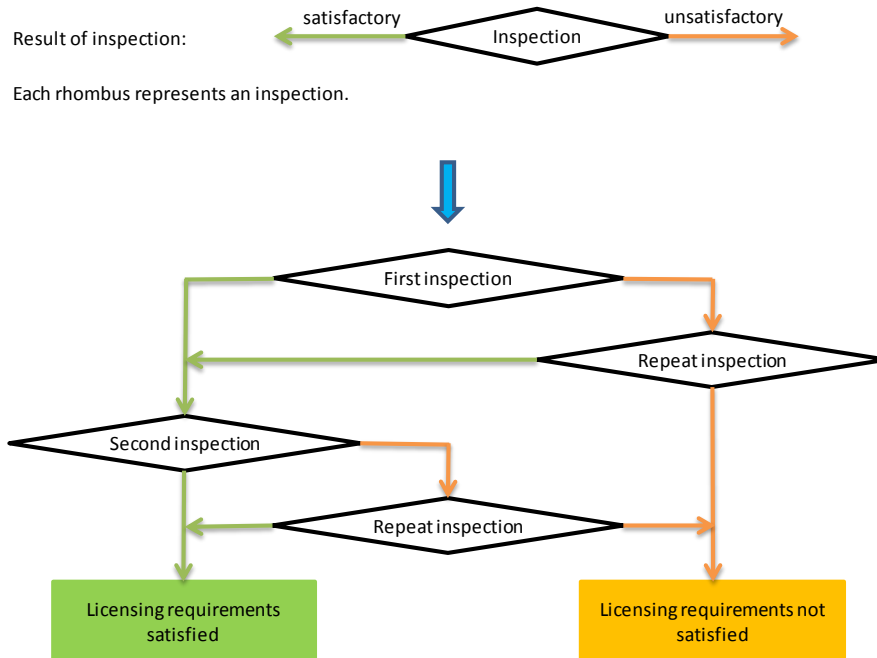 satisfactory
unsatisfactory
Result of inspection:
Inspection
Each rhombus represents an inspection.
First inspection
Repeat inspection
Second inspection
Repeat inspection
Licensing requirements
satisfied
Licensing requirements not
satisfied